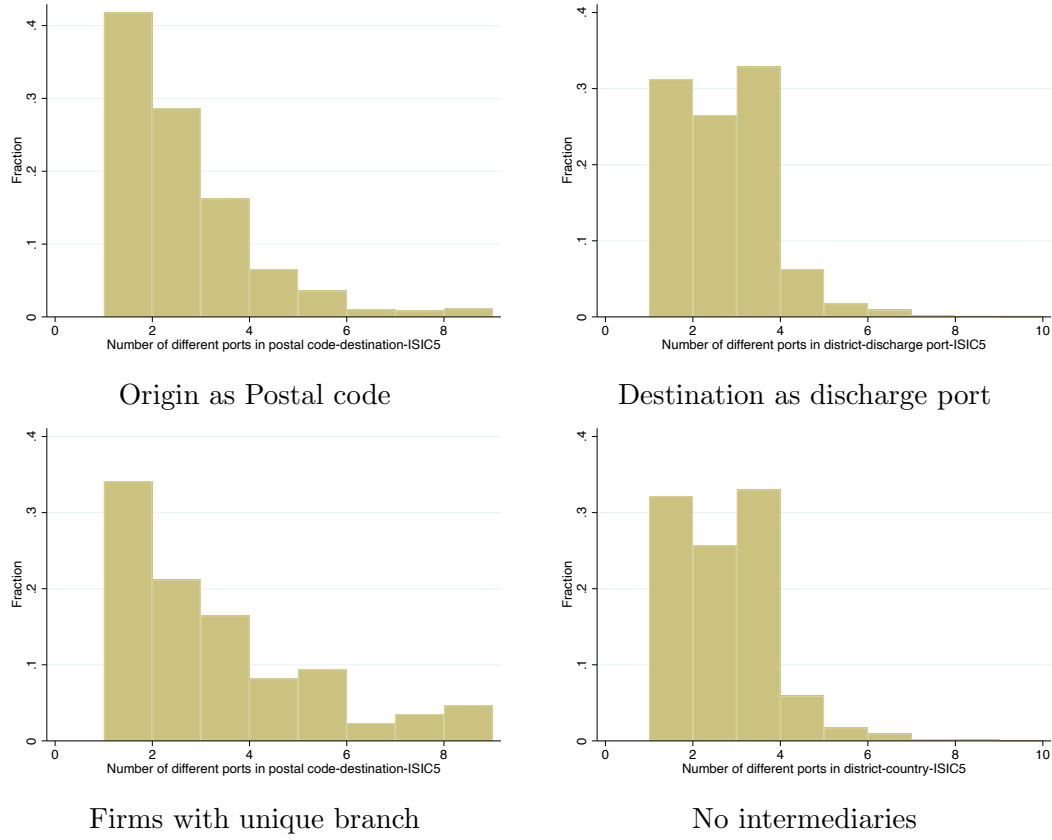 .4
.3
.2
.1
0
Fraction
0 2 4 6 8
Number of different ports in postal code-destination-ISIC5
Origin as Postal code
.4
.3
.2
.1
0
Fraction
0 2 4 6 8 10
Number of different ports in district-discharge port-ISIC5
Destination as discharge port
.4
.3
.2
.1
0
Fraction
0 2 4 6 8
Number of different ports in postal code-destination-ISIC5
Firms with unique branch
.4
.3
.2
.1
0
Fraction
0 2 4 6 8 10
Number of different ports in district-country-ISIC5
No intermediaries